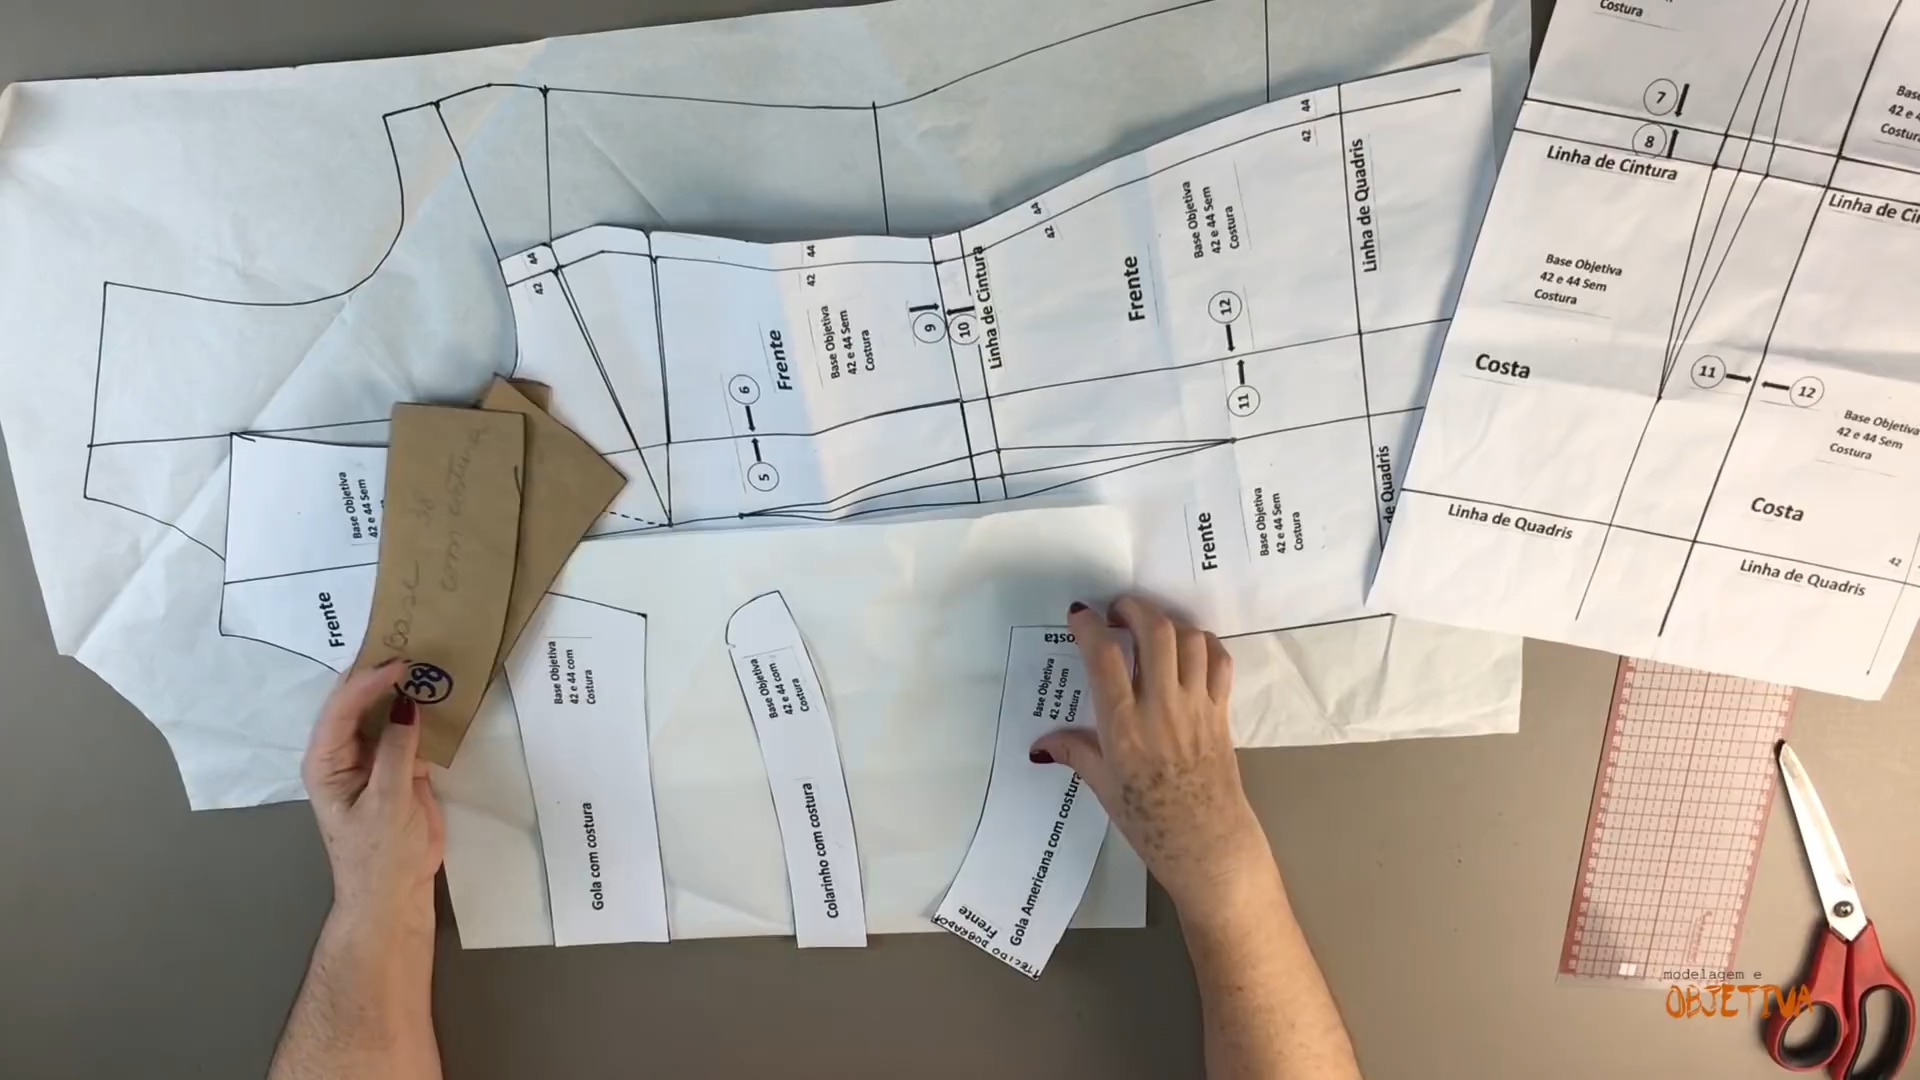 Costura
7
8
Linha de Cintura
Base Objetiva
42 e 44 Sem
Costura
Costa
Linha de Quadris
11
12
Base Objetiva
42 e 44 Sem
Costura
Costa
42
Linha de Quadris
44
42
Linha de Quadris
Base Objetiva
42 e 44 Sem
Costura
Frente
12
11
44
42
Linha de Cintura
9
10
44
42
Base Objetiva
42 e 44 Sem
Costura
Frente
6
5
44
42
Frente
Base Objetiva
42 e 44 Sem
Costura
de Quadris
Base Objetiva
42 e 44 Sem
Frente
Base 38
com costura
38
Base Objetiva
42 e 44 com
Costura
Gola com costura
Base Objetiva
42 e 44 com
Costura
Colarinho com costura
Base Objetiva
42 e 44 com
Costura
Gola Americana com costura
Frente
TECIDO DOBRADO
modelagem e
OBJETIVA